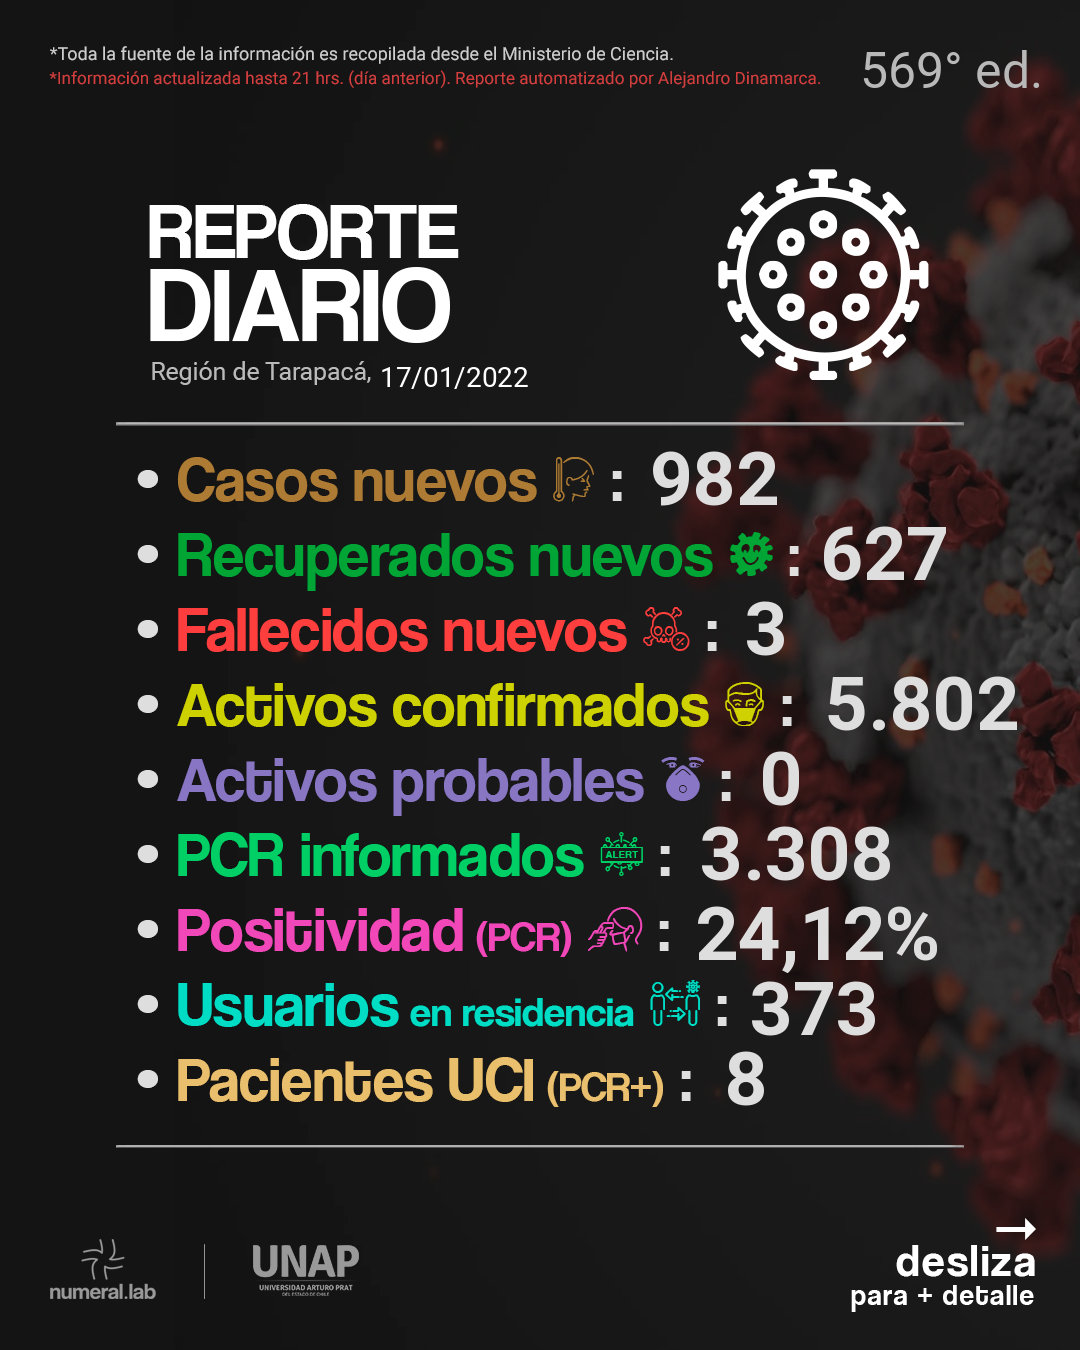 *Toda la fuente de la información es recopilada desde el Ministerio de Ciencia.
*Información actualizada hasta 21 hrs. (día anterior). Reporte automatizado por Alejandro Dinamarca.
569° ed.
REPORTE
DIARIO
Región de Tarapacá, 17/01/2022
• Casos nuevos : 982
• Recuperados nuevos : 627
• Fallecidos nuevos : 3
• Activos confirmados : 5.802
• Activos probables : 0
• PCR informados ALERT : 3.308
• Positividad (PCR) : 24,12%
• Usuarios en residencia : 373
• Pacientes UCI (PCR+) : 8
numeral.lab
UNAP
UNIVERSIDAD ARTURO PRAT
DEL ESTADO DE CHILE
→
desliza
para + detalle